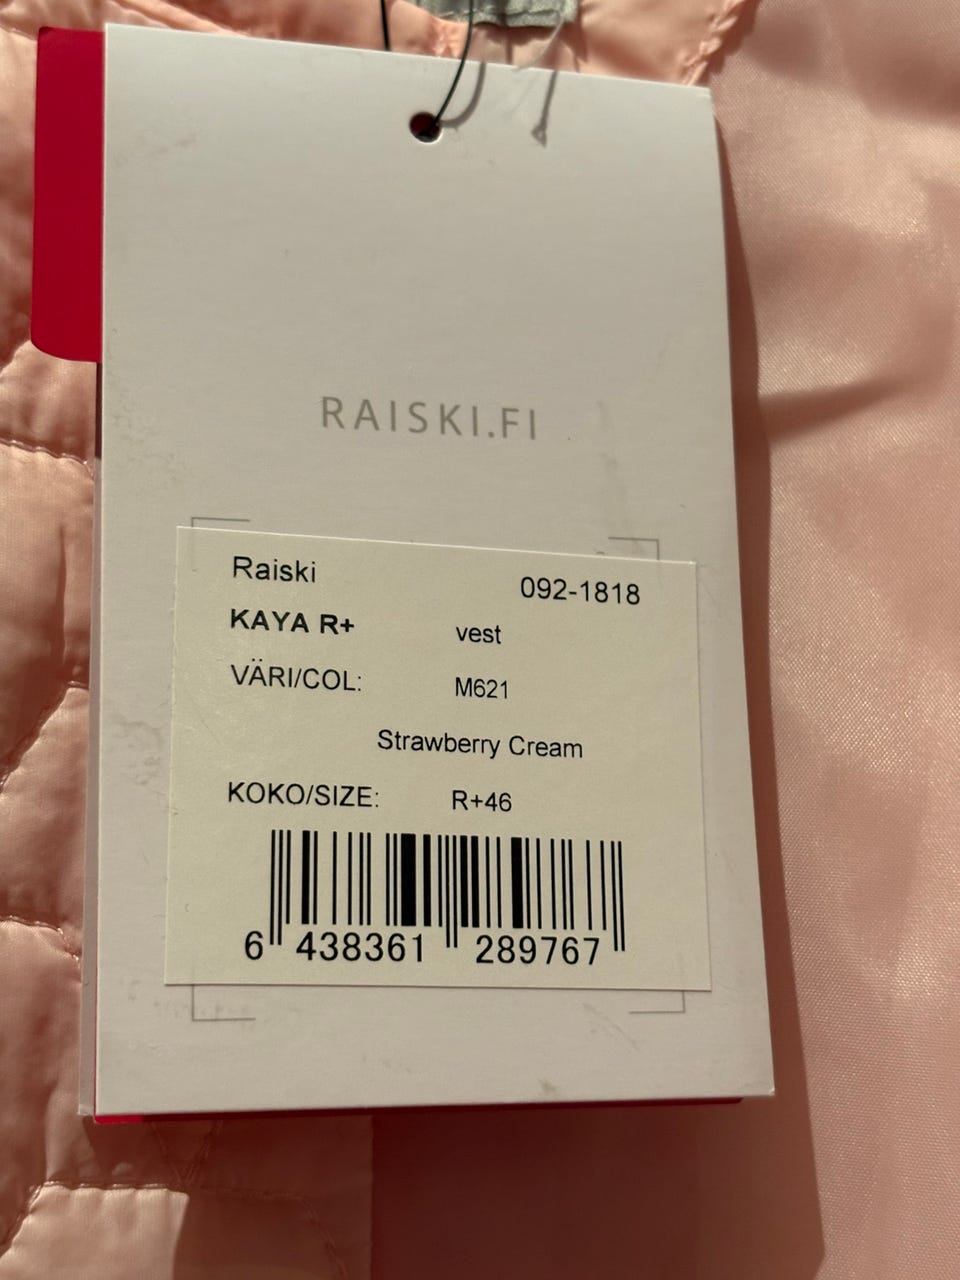 RAISKI.FI
Raiski 092-1818
KAYA R+ vest
VÄRI/COL: M621
Strawberry Cream
KOKO/SIZE: R+46
6 438361 289767